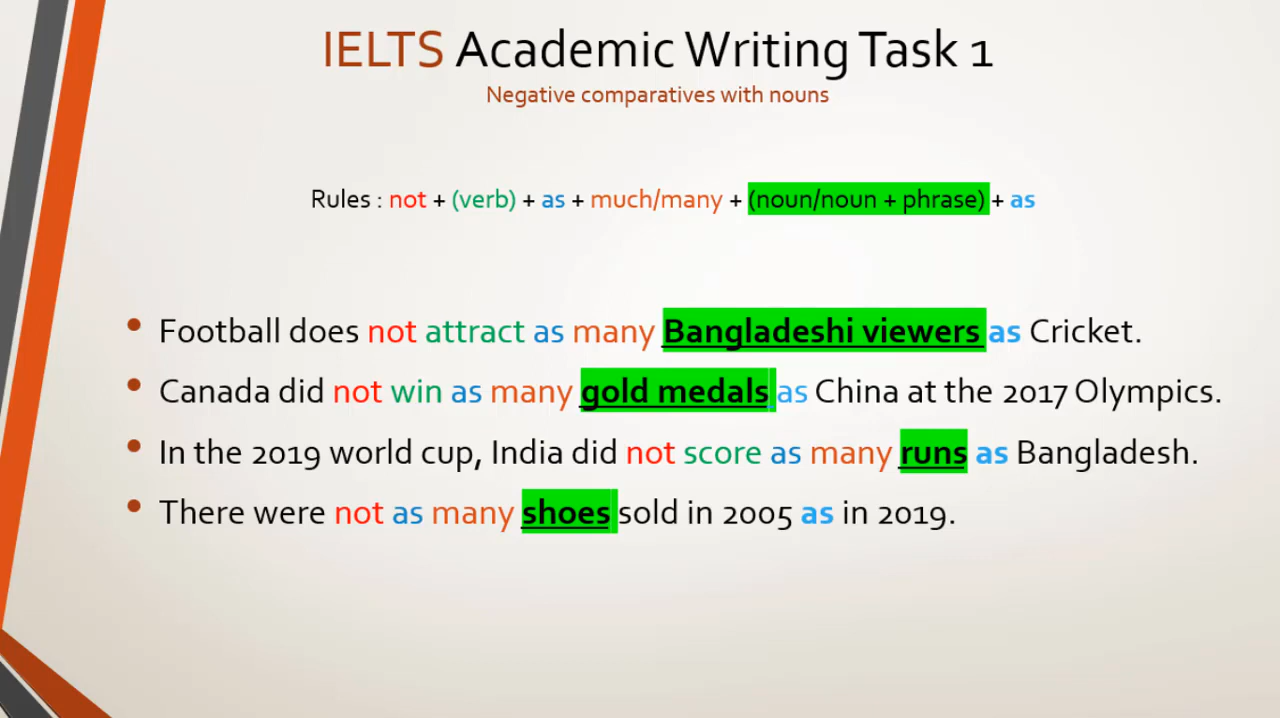 IELTS Academic Writing Task 1
Negative comparatives with nouns
Rules : not + (verb) + as + much/many + (noun/noun + phrase) + as
• Football does not attract as many Bangladeshi viewers as Cricket.
• Canada did not win as many gold medals as China at the 2017 Olympics.
• In the 2019 world cup, India did not score as many runs as Bangladesh.
• There were not as many shoes sold in 2005 as in 2019.